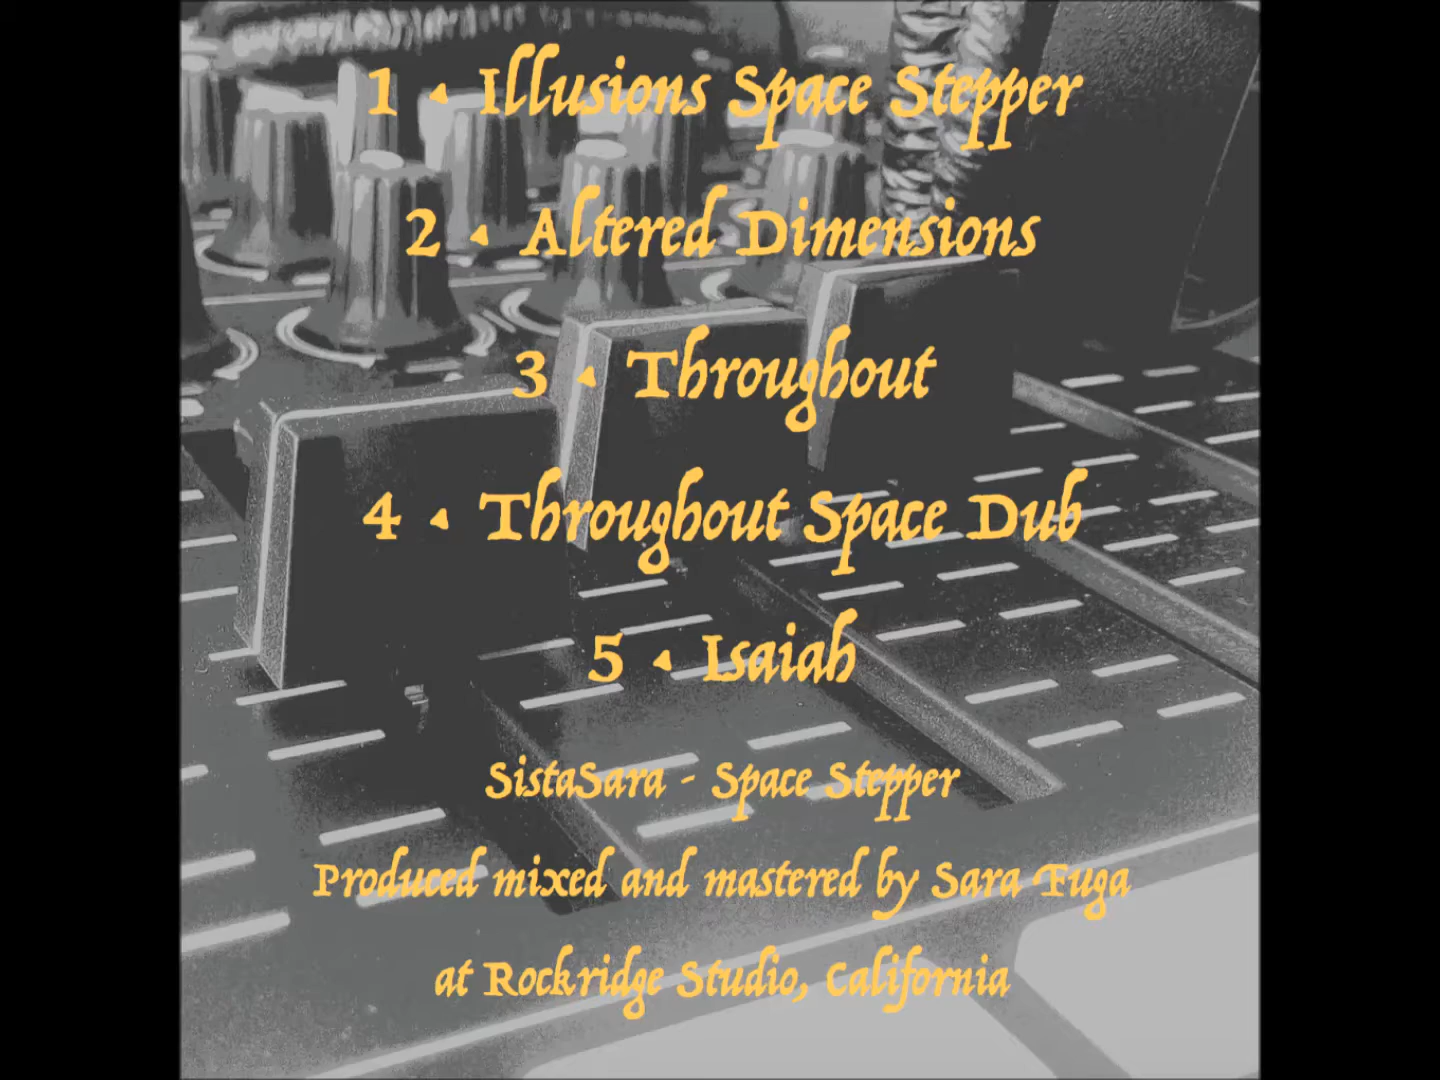 1 ◂ Illusions Space Stepper
2 ◂ Altered Dimensions
3 ◂ Throughout
4 ◂ Throughout Space Dub
5 ◂ Isaiah
SistaSara - Space Stepper
Produced mixed and mastered by Sara Fuga
at Rockridge Studio, California